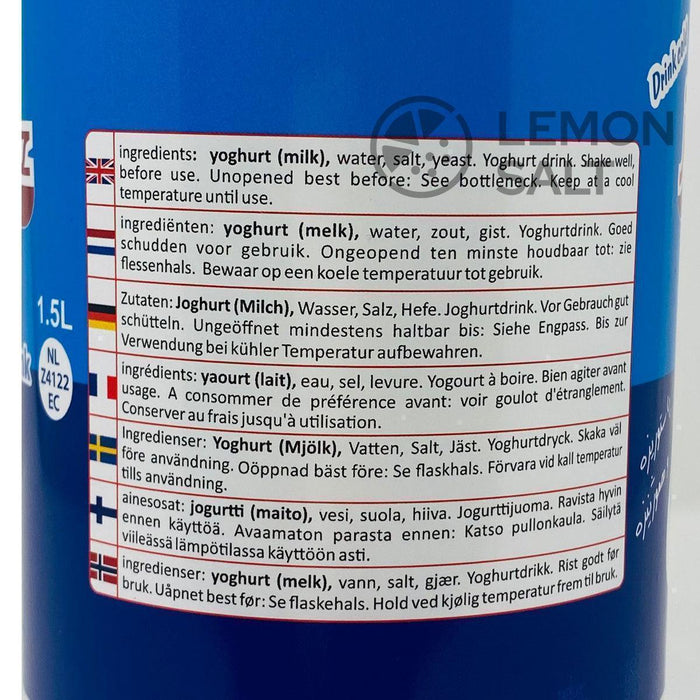 Drink
LEMON
SALT
Z
ingredients: yoghurt (milk), water, salt, yeast. Yoghurt drink. Shake well,
before use. Unopened best before: See bottleneck. Keep at a cool
temperature until use.
ingrediënten: yoghurt (melk), water, zout, gist. Yoghurtdrink. Goed
schudden voor gebruik. Ongeopend ten minste houdbaar tot: zie
flessenhals. Bewaar op een koele temperatuur tot gebruik.
1.5L
NL
Z4122
EC
Zutaten: Joghurt (Milch), Wasser, Salz, Hefe. Joghurtdrink. Vor Gebrauch gut
schütteln. Ungeöffnet mindestens haltbar bis: Siehe Engpass. Bis zur
Verwendung bei kühler Temperatur aufbewahren.
ingrédients: yaourt (lait), eau, sel, levure. Yogourt à boire. Bien agiter avant
usage. A consommer de préférence avant: voir goulot d'étranglement.
Conserver au frais jusqu'à utilisation.
Ingredienser: Yoghurt (Mjölk), Vatten, Salt, Jäst. Yoghurtdryck. Skaka väl
före användning. Oöppnad bäst före: Se flaskhals. Förvara vid kall temperatur
tills användning.
ainesosat: jogurtti (maito), vesi, suola, hiiva. Jogurttijuoma. Ravista hyvin
ennen käyttöä. Avaamaton parasta ennen: Katso pullonkaula. Säilytä
viileässä lämpötilassa käyttöön asti.
ingredienser: yoghurt (melk), vann, salt, gjær. Yoghurtdrikk. Rist godt før
bruk. Uåpnet best før: Se flaskehals. Hold ved kjølig temperatur frem til bruk.